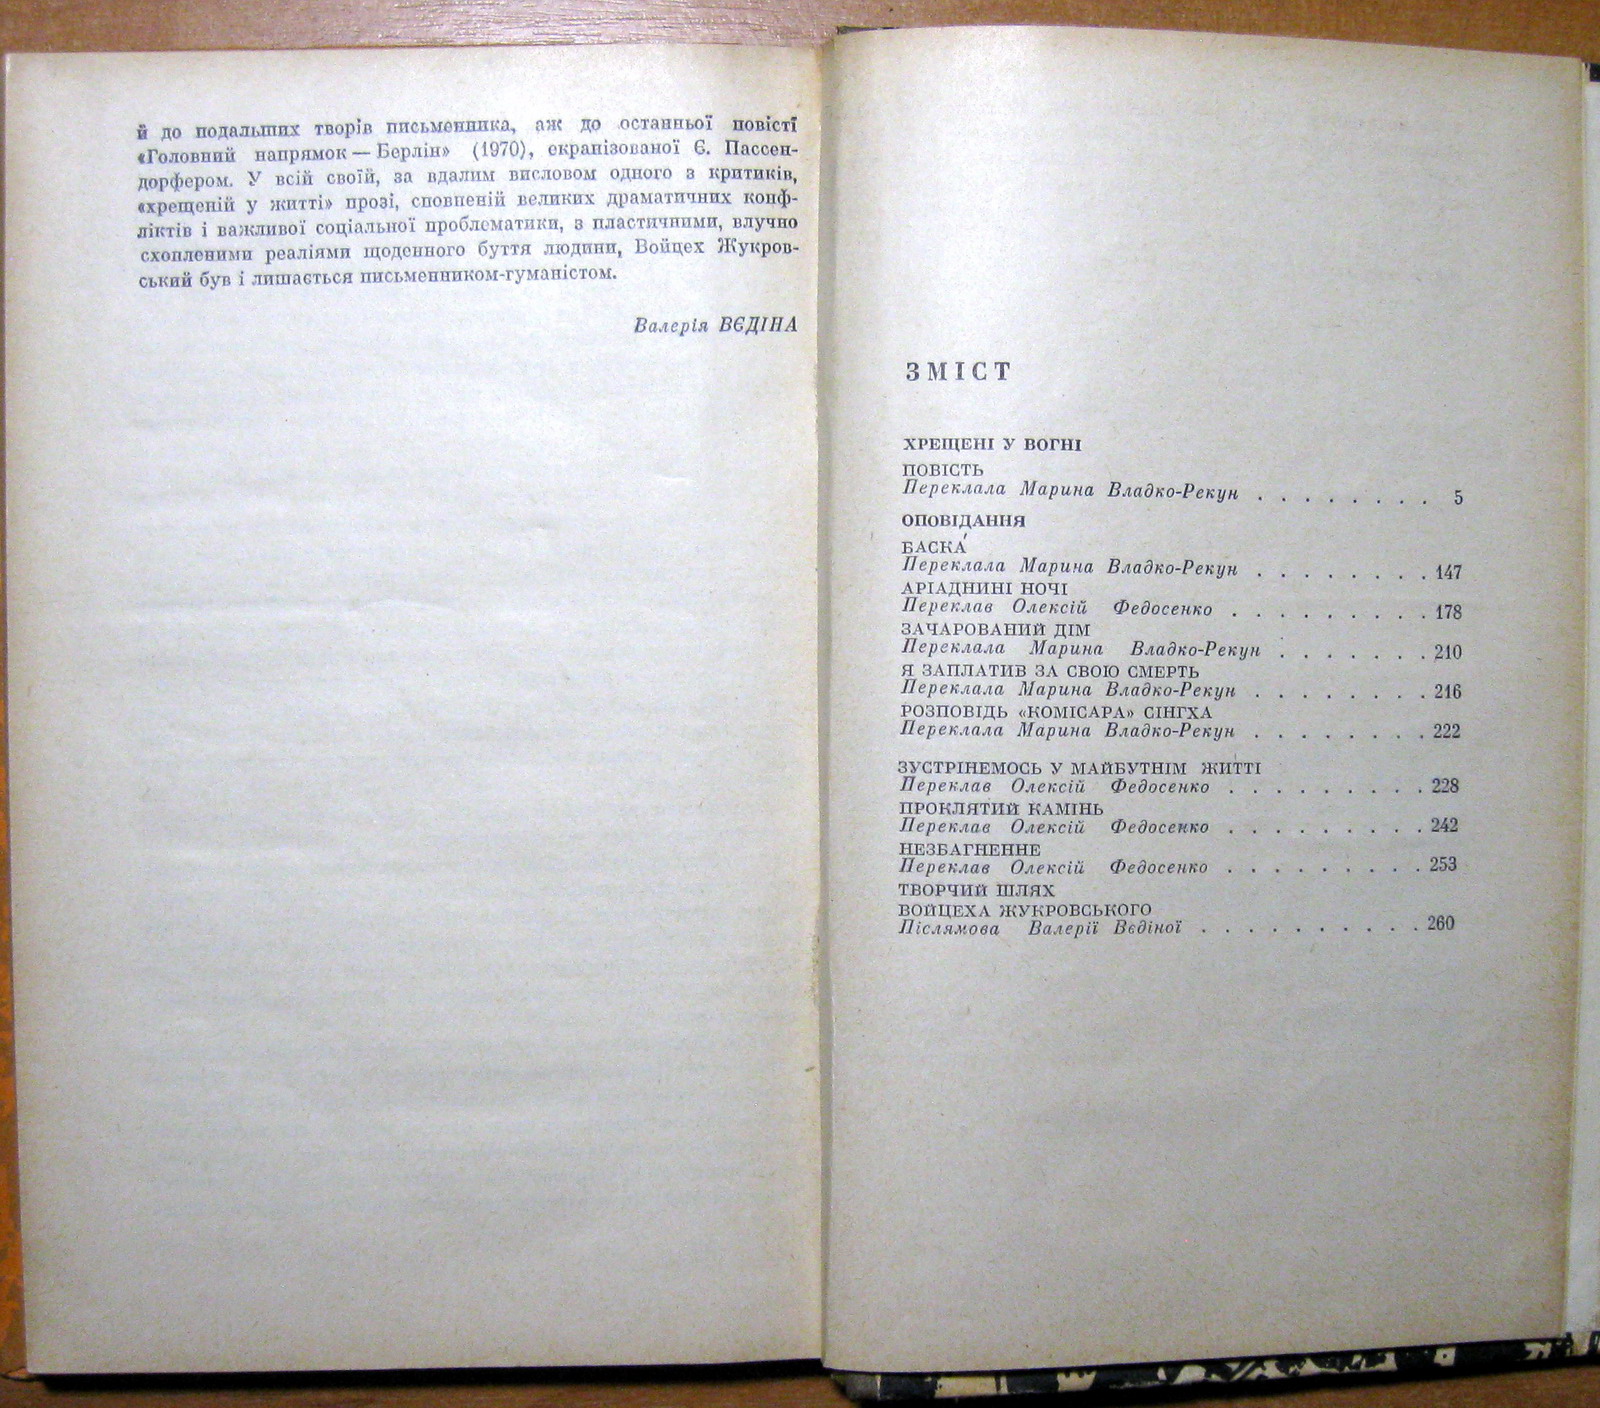 й до подальших творів письменника, аж до останньої повісті
«Головний напрямок — Берлін» (1970), екранізованої Є. Пассен-
дорфером. У всій своїй, за вдалим висловом одного з критиків,
«хрещеній у житті» прозі, сповненій великих драматичних конф-
ліктів і важливої соціальної проблематики, з пластичними, влучно
схопленими реаліями щоденного буття людини, Войцех Жукров-
ський був і лишається письменником-гуманістом.
Валерія ВЄДІНА
ЗМІСТ
ХРЕЩЕНІ У ВОГНІ
ПОВІСТЬ
Переклала Марина Владко-Рекун . . . . . . . . 5
ОПОВІДАННЯ
БАСКА
Переклала Марина Владко-Рекун . . . . . . . . 147
АРІАДНИНІ НОЧІ
Переклав Олексій Федосенко . . . . . . . . . 178
ЗАЧАРОВАНИЙ ДІМ
Переклала Марина Владко-Рекун . . . . . . . 210
Я ЗАПЛАТИВ ЗА СВОЮ СМЕРТЬ
Переклала Марина Владко-Рекун . . . . . . . . 216
РОЗПОВІДЬ «КОМІСАРА» СІНГХА
Переклала Марина Владко-Рекун . . . . . . . . 222
ЗУСТРІНЕМОСЬ У МАЙБУТНІМ ЖИТТІ
Переклав Олексій Федосенко . . . . . . . . . 228
ПРОКЛЯТИЙ КАМІНЬ
Переклав Олексій Федосенко . . . . . . . . . 242
НЕЗБАГНЕННЕ
Переклав Олексій Федосенко . . . . . . . . . 253
ТВОРЧИЙ ШЛЯХ
ВОЙЦЕХА ЖУКРОВСЬКОГО
Післямова Валерії Вєдіної . . . . . . . . . . 260